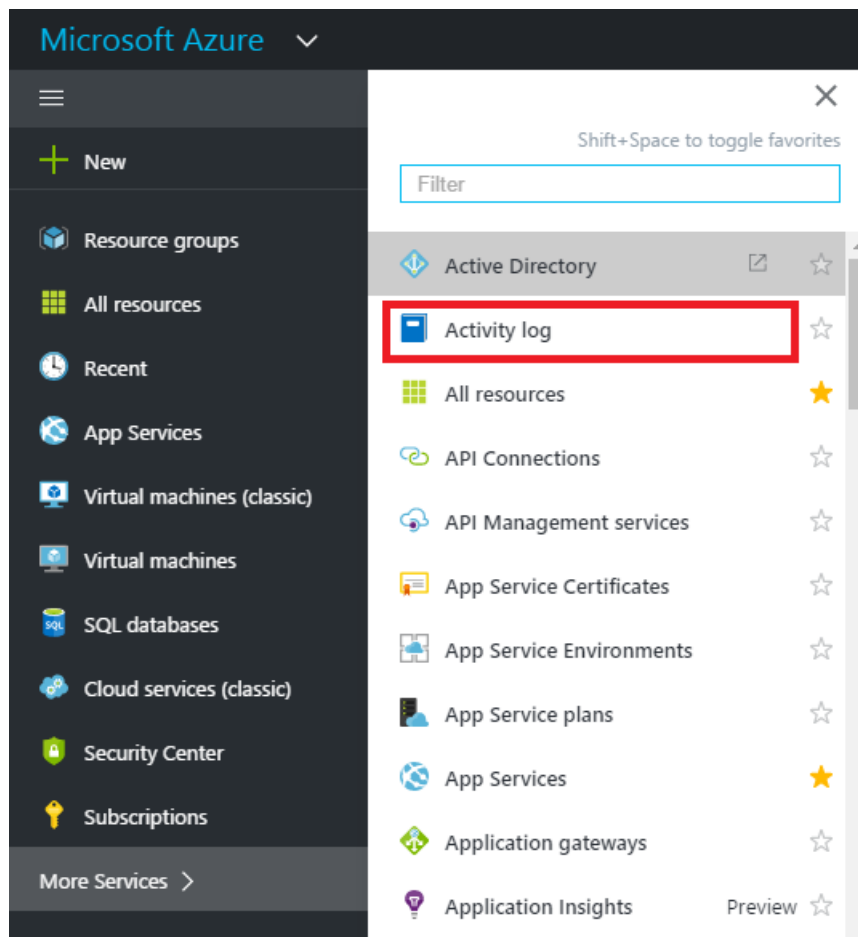 Microsoft Azure
New
Resource groups
All resources
Recent
App Services
Virtual machines (classic)
Virtual machines
SQL
SQL databases
Cloud services (classic)
Security Center
Subscriptions
More Services
Shift+Space to toggle favorites
Filter
Active Directory
Activity log
All resources
API Connections
API Management services
App Service Certificates
App Service Environments
App Service plans
App Services
Application gateways
Application Insights Preview